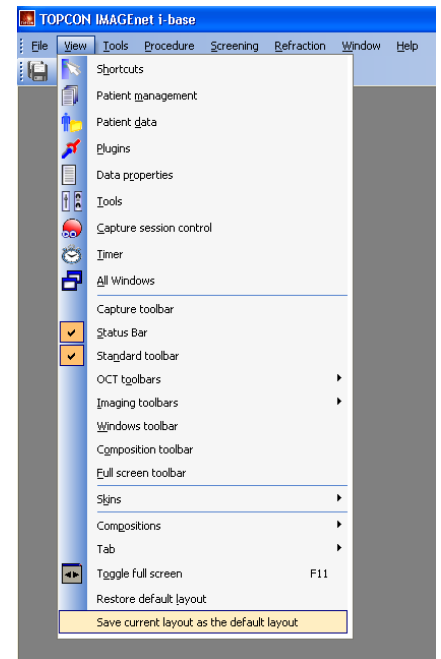 TOPCON IMAGEnet i-base
File View Tools Procedure Screening Refraction Window Help
Shortcuts
Patient management
Patient data
Plugins
Data properties
Tools
Capture session control
Timer
All Windows
Capture toolbar
Status Bar
Standard toolbar
OCT toolbars
Imaging toolbars
Windows toolbar
Composition toolbar
Full screen toolbar
Skins
Compositions
Tab
Toggle full screen F11
Restore default layout
Save current layout as the default layout